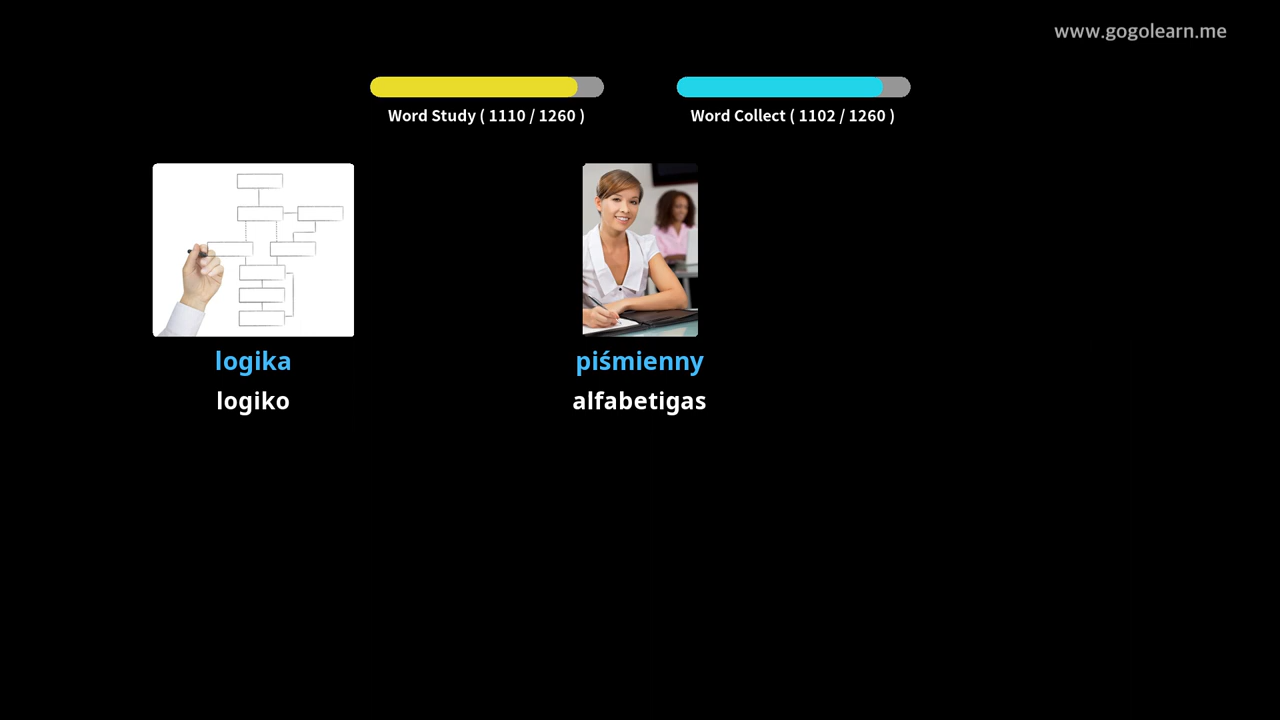 www.gogolearn.me
Word Study ( 1110 / 1260 )
Word Collect ( 1102 / 1260 )
logika
piśmienny
logiko
alfabetigas